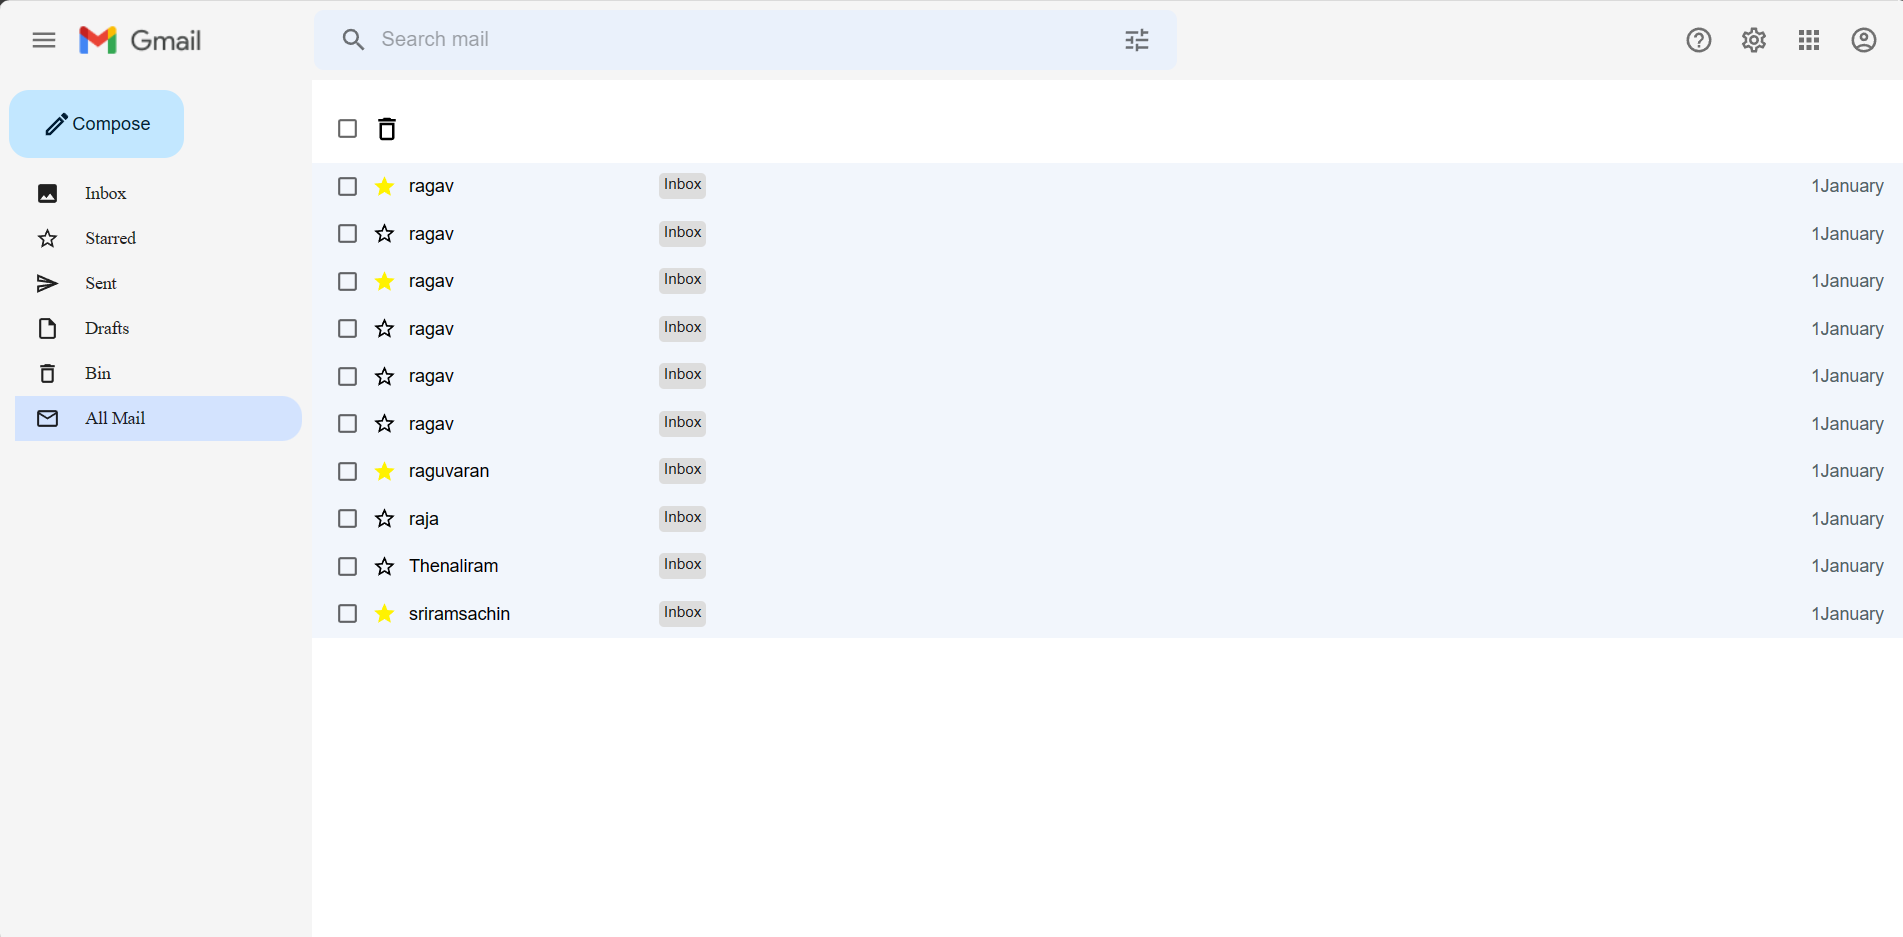 Gmail
Search mail
Compose
Inbox
Starred
Sent
Drafts
Bin
All Mail
ragav Inbox 1January
ragav Inbox 1January
ragav Inbox 1January
ragav Inbox 1January
ragav Inbox 1January
ragav Inbox 1January
raguvaran Inbox 1January
raja Inbox 1January
Thenaliram Inbox 1January
sriramsachin Inbox 1January